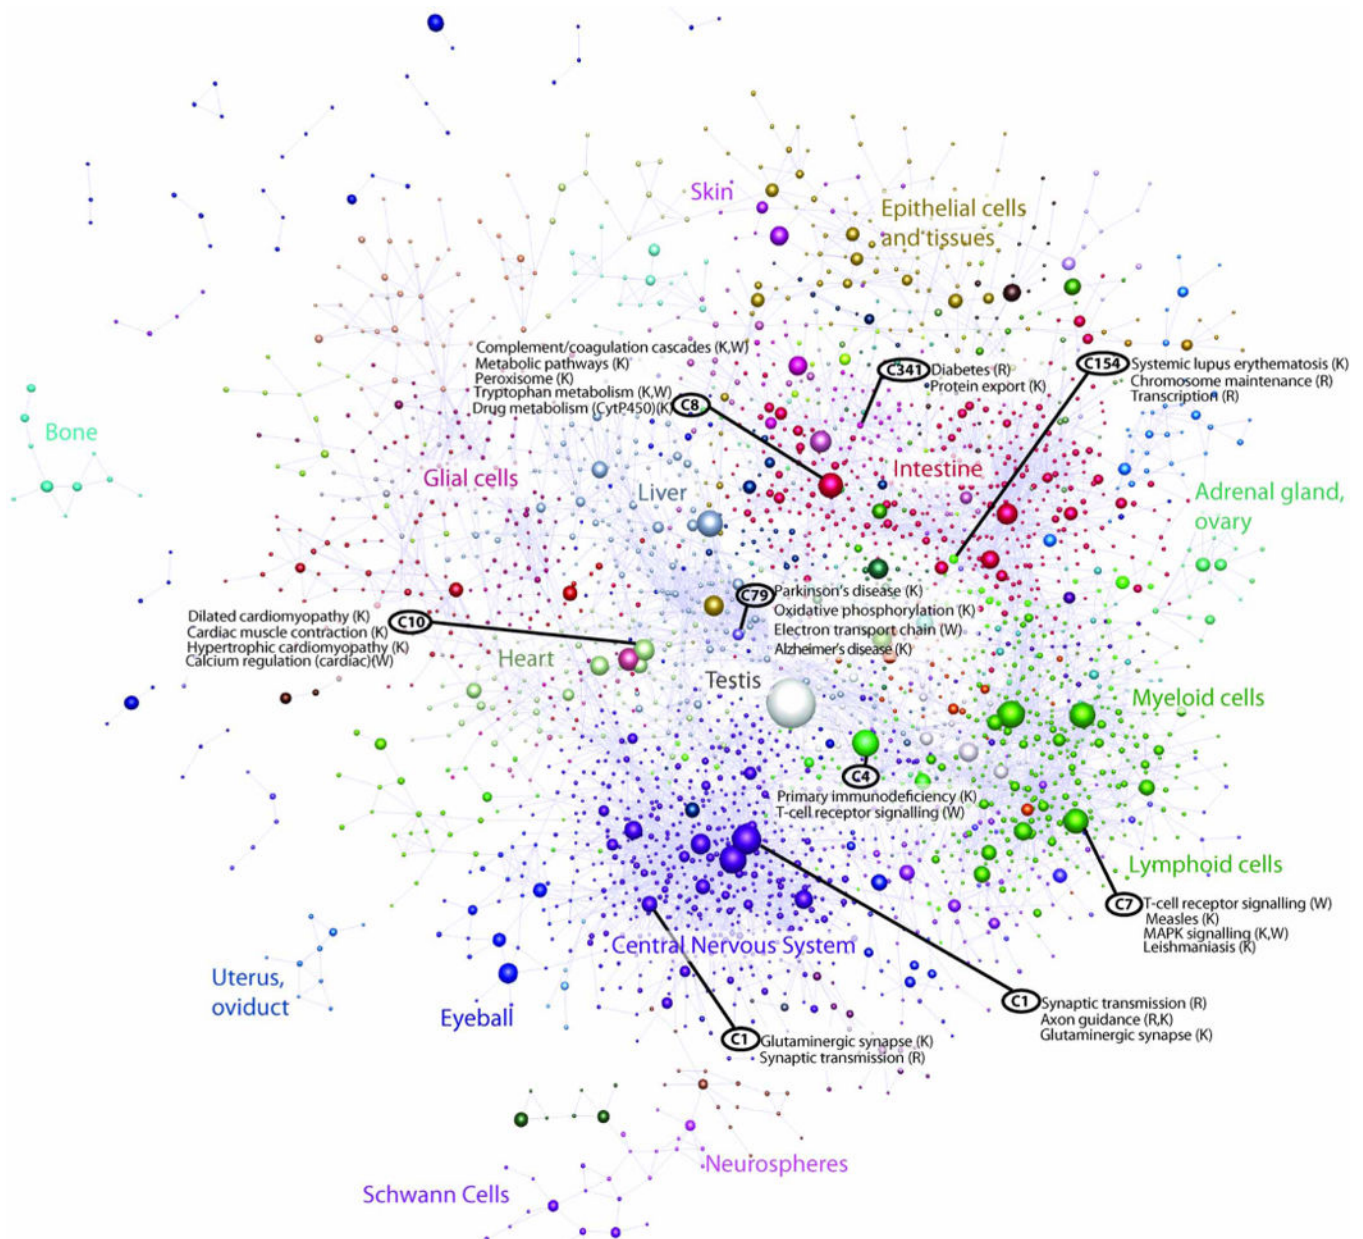 Skin
Epithelial cells
and tissues
Complement/coagulation cascades (K,W)
Metabolic pathways (K)
Peroxisome (K)
Tryptophan metabolism (K,W)
Drug metabolism (CytP450)(K)
C8
C341
Diabetes (R)
Protein export (K)
C154
Systemic lupus erythematosis (K)
Chromosome maintenance (R)
Transcription (R)
Bone
Glial cells
Liver
Intestine
Adrenal gland,
ovary
C79
Parkinson's disease (K)
Oxidative phosphorylation (K)
Electron transport chain (W)
Alzheimer's disease (K)
Dilated cardiomyopathy (K)
Cardiac muscle contraction (K)
Hypertrophic cardiomyopathy (K)
Calcium regulation (cardiac)(W)
C10
Heart
Testis
Myeloid cells
C4
Primary immunodeficiency (K)
T-cell receptor signalling (W)
Lymphoid cells
C7
T-cell receptor signalling (W)
Measles (K)
MAPK signalling (K,W)
Leishmaniasis (K)
Central Nervous System
Uterus,
oviduct
Eyeball
C1
Synaptic transmission (R)
Axon guidance (R,K)
Glutaminergic synapse (K)
C1
Glutaminergic synapse (K)
Synaptic transmission (R)
Neurospheres
Schwann Cells